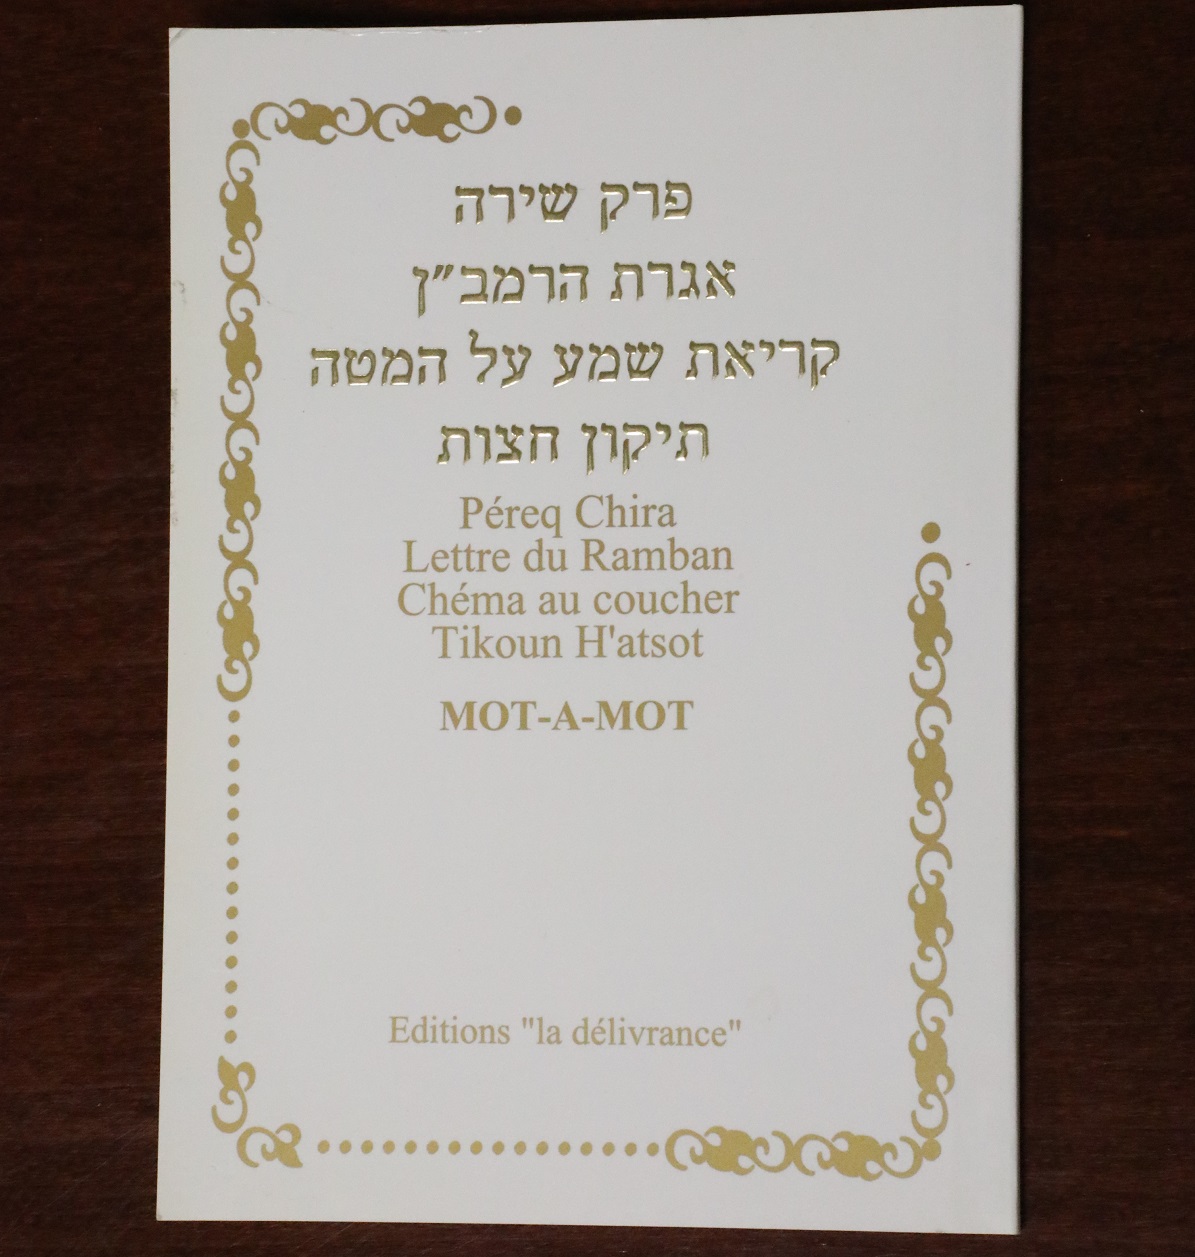 פרק שירה
אגרת הרמב״ן
קריאת שמע על המטה
תיקון חצות
Péreq Chira
Lettre du Ramban
Chéma au coucher
Tikoun H'atsot
MOT-A-MOT
Editions "la délivrance"